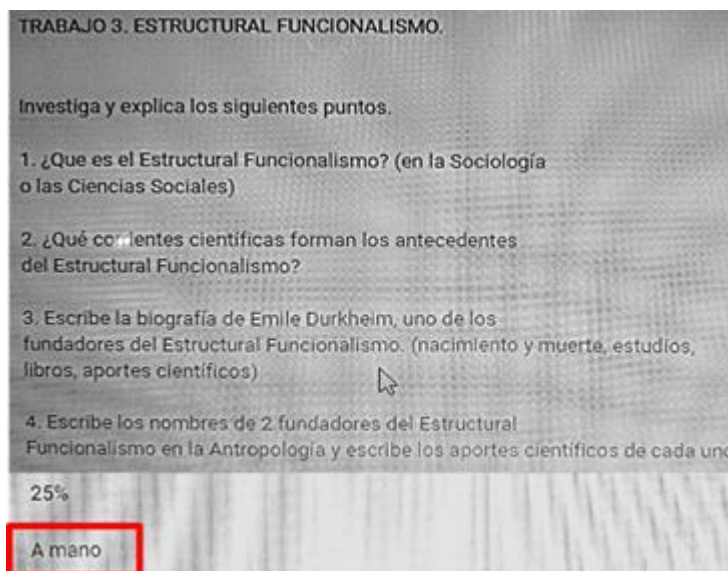 TRABAJO 3. ESTRUCTURAL FUNCIONALISMO.
Investiga y explica los siguientes puntos.
1. ¿Que es el Estructural Funcionalismo? (en la Sociología
o las Ciencias Sociales)
2. ¿Qué corrientes científicas forman los antecedentes
del Estructural Funcionalismo?
3. Escribe la biografía de Emile Durkheim, uno de los
fundadores del Estructural Funcionalismo. (nacimiento y muerte, estudios,
libros, aportes científicos)
4. Escribe los nombres de 2 fundadores del Estructural
Funcionalismo en la Antropología y escribe los aportes científicos de cada uno
25%
A mano